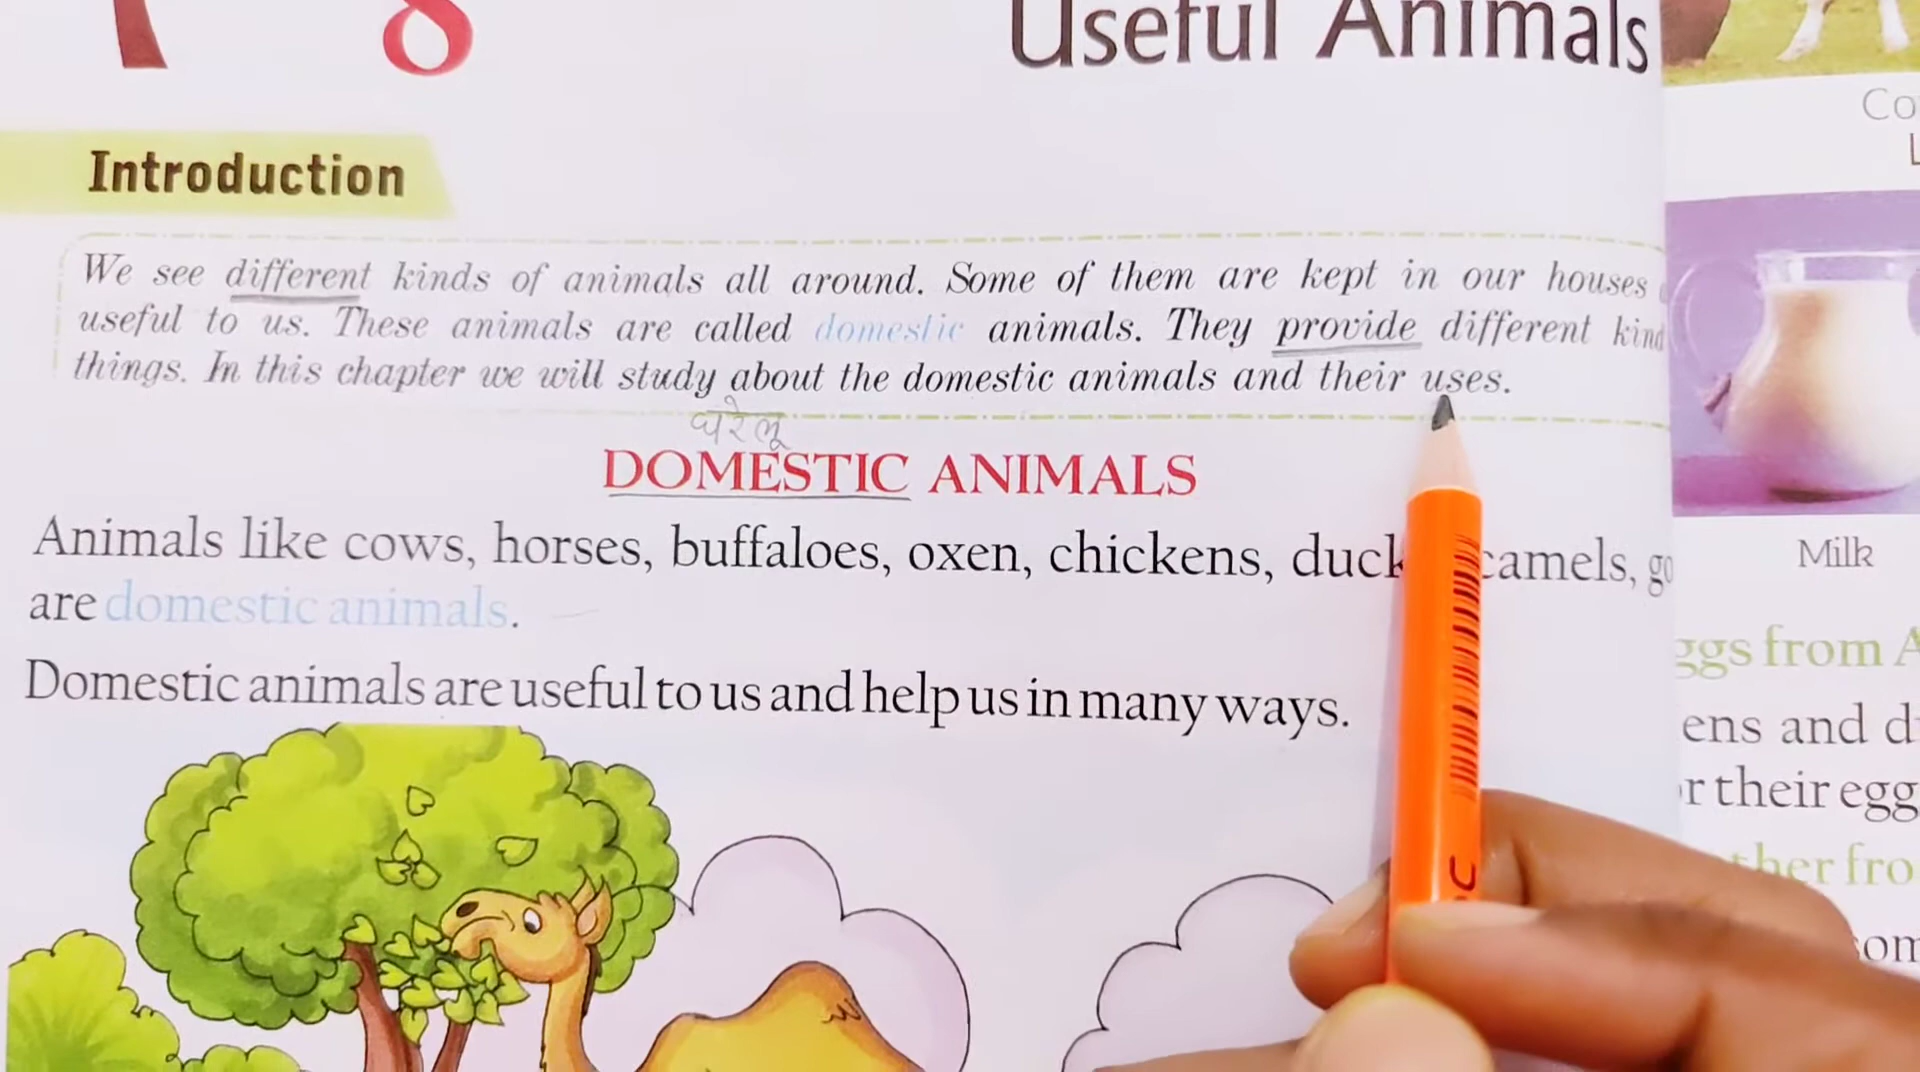 8
Useful Animals
Introduction
We see different kinds of animals all around. Some of them are kept in our houses
useful to us. These animals are called domestic animals. They provide different kind
things. In this chapter we will study about the domestic animals and their uses.
घरेलू
DOMESTIC ANIMALS
Animals like cows, horses, buffaloes, oxen, chickens, duck camels, go
are domestic animals.
Domestic animals are useful to us and help us in many ways.
Co
L
Milk
ggs from A
ens and d
r their egg
ther fro
som